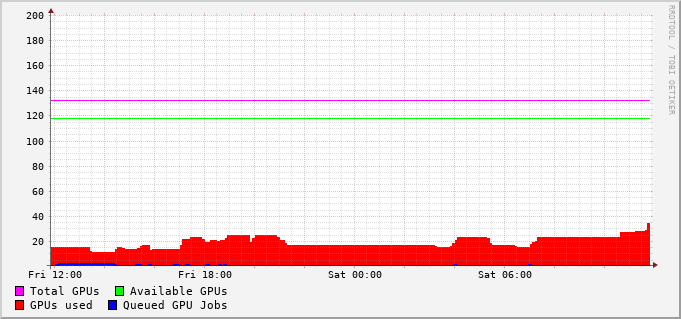 200
180
160
140
120
100
80
60
40
20
Fri 12:00 Fri 18:00 Sat 00:00 Sat 06:00
Total GPUs Available GPUs
GPUs used Queued GPU Jobs
RRDTOOL / TOBI OETIKER